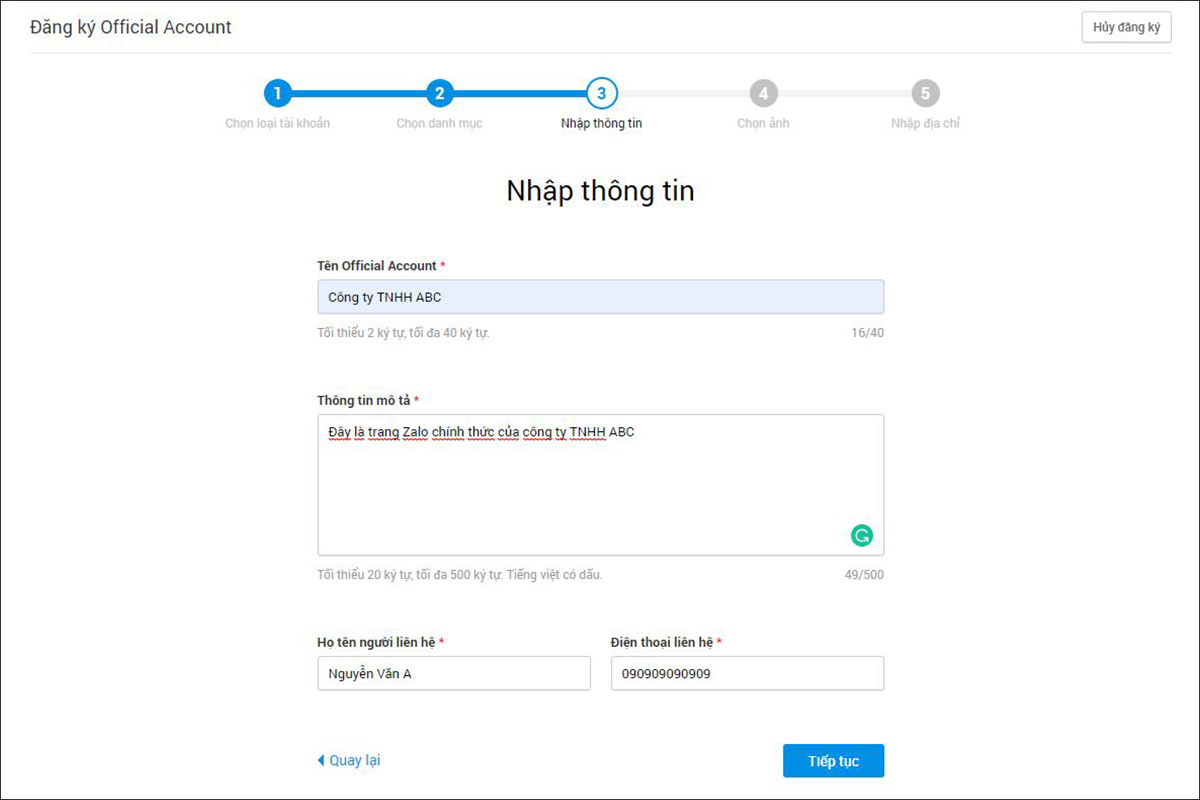 Đăng ký Official Account
Hủy đăng ký
1 2 3 4 5
Chọn loại tài khoản Chọn danh mục Nhập thông tin Chọn ảnh Nhập địa chỉ
Nhập thông tin
Tên Official Account *
Công ty TNHH ABC
Tối thiểu 2 ký tự, tối đa 40 ký tự. 16/40
Thông tin mô tả *
Đây là trang Zalo chính thức của công ty TNHH ABC
Tối thiểu 20 ký tự, tối đa 500 ký tự. Tiếng việt có dấu. 49/500
Họ tên người liên hệ * Điện thoại liên hệ *
Nguyễn Văn A 090909090909
Quay lại Tiếp tục